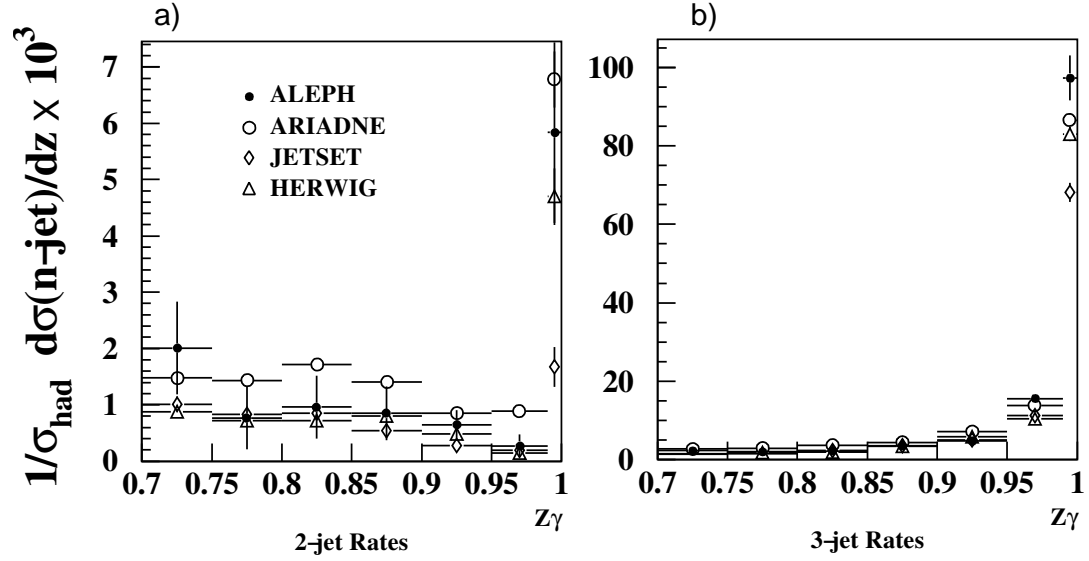 a)
b)
1/σhad dσ(n-jet)/dz × 10³
7
6
5
4
3
2
1
0
ALEPH
ARIADNE
JETSET
HERWIG
0.7 0.75 0.8 0.85 0.9 0.95 1
zγ
2-jet Rates
100
80
60
40
20
0
0.7 0.75 0.8 0.85 0.9 0.95 1
zγ
3-jet Rates